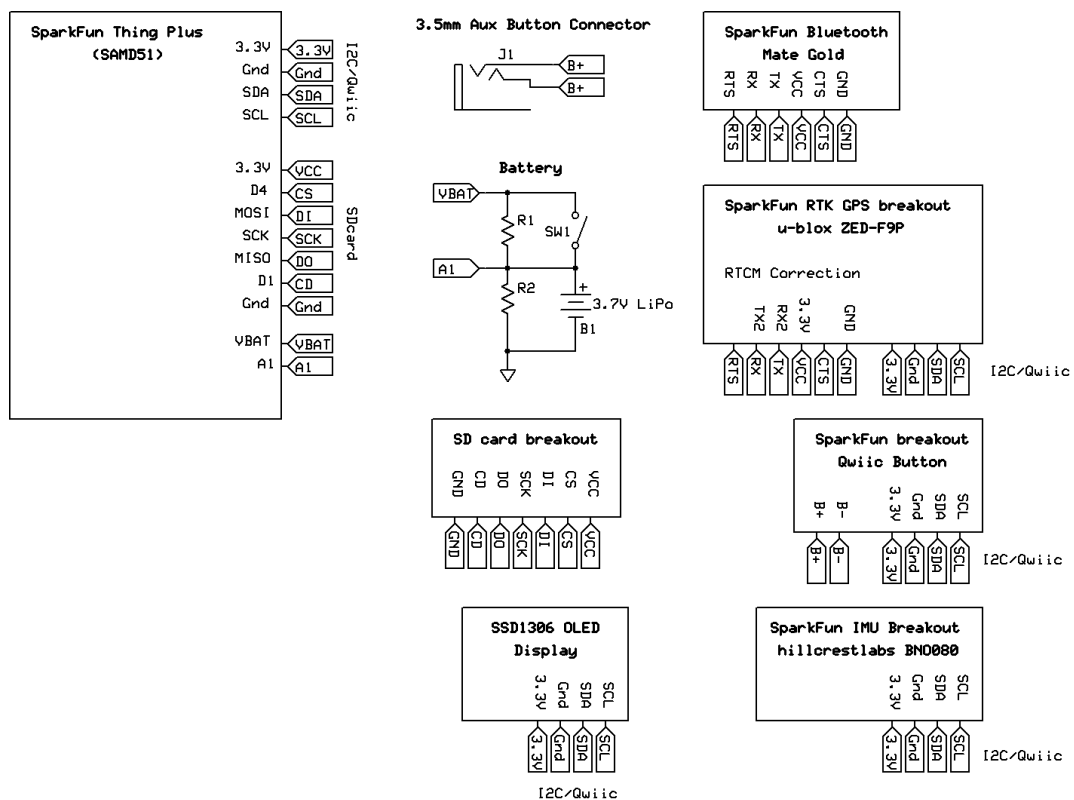 SparkFun Thing Plus
(SAMD51)
3.3V
3.3V
Gnd
Gnd
SDA
SDA
SCL
SCL
I2C/Qwiic
3.3V
VCC
D4
CS
MOSI
DI
SCK
SCK
MISO
DO
D1
CD
Gnd
Gnd
SDcard
VBAT
VBAT
A1
A1
3.5mm Aux Button Connector
J1
B+
B+
Battery
VBAT
R1
SW1
A1
R2
+
3.7V LiPo
B1
SparkFun Bluetooth
Mate Gold
RTS RX TX VCC CTS GND
RTS RX TX VCC CTS GND
SparkFun RTK GPS breakout
u-blox ZED-F9P
RTCM Correction
TX2 RX2 3.3V GND
RTS RX TX VCC CTS GND 3.3V Gnd SDA SCL
I2C/Qwiic
SD card breakout
GND CD DO SCK DI CS VCC
GND CD DO SCK DI CS VCC
SparkFun breakout
Qwiic Button
B+ B- 3.3V Gnd SDA SCL
B+ B- 3.3V Gnd SDA SCL
I2C/Qwiic
SSD1306 OLED
Display
3.3V Gnd SDA SCL
3.3V Gnd SDA SCL
I2C/Qwiic
SparkFun IMU Breakout
hillcrestlabs BNO080
3.3V Gnd SDA SCL
3.3V Gnd SDA SCL
I2C/Qwiic